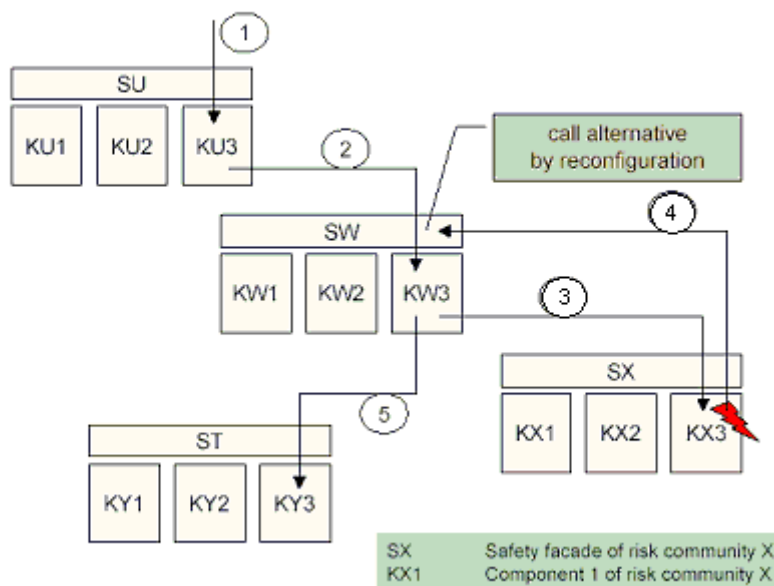 1
SU
KU1 KU2 KU3
2
call alternative
by reconfiguration
4
SW
KW1 KW2 KW3
3
SX
5
KX1 KX2 KX3
ST
KY1 KY2 KY3
SX Safety facade of risk community X
KX1 Component 1 of risk community X